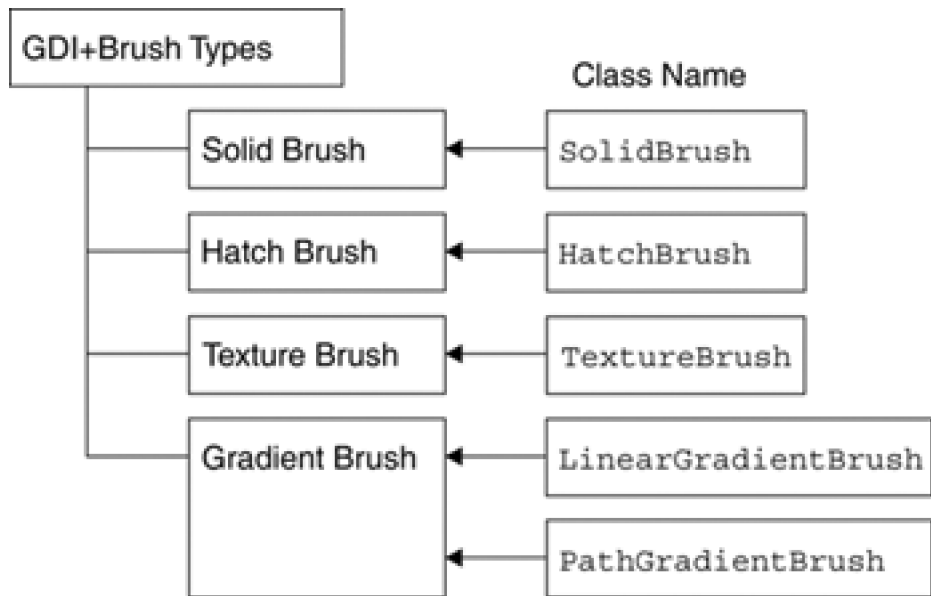 GDI+Brush Types
Class Name
Solid Brush
SolidBrush
Hatch Brush
HatchBrush
Texture Brush
TextureBrush
Gradient Brush
LinearGradientBrush
PathGradientBrush